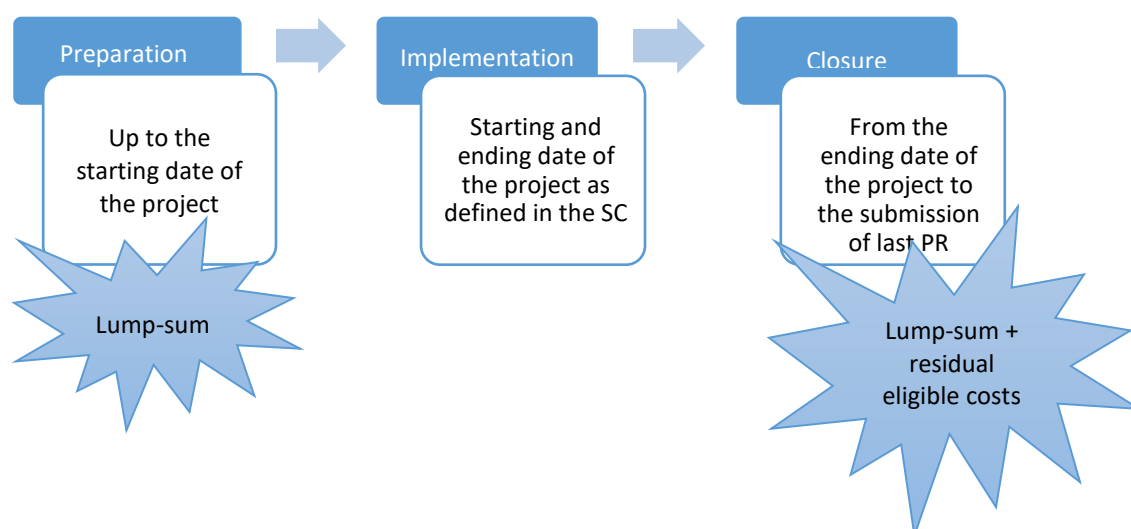 Preparation
Up to the
starting date of
the project
Lump-sum
Implementation
Starting and
ending date of
the project as
defined in the SC
Closure
From the
ending date of
the project to
the submission
of last PR
Lump-sum +
residual
eligible costs